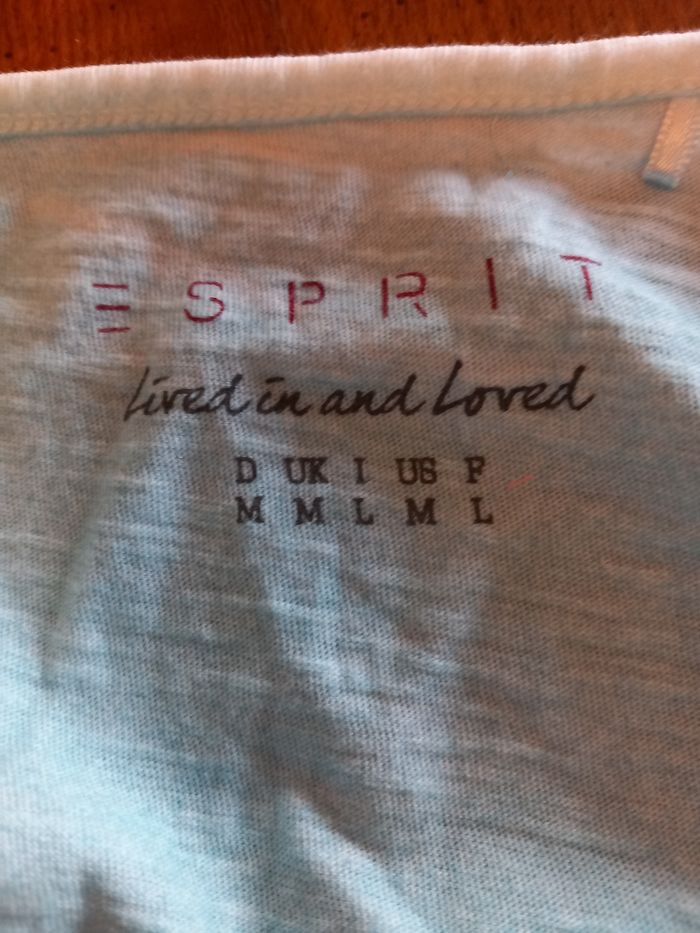 ESPRIT
Lived in and Loved
D UK I US F
M M L M L